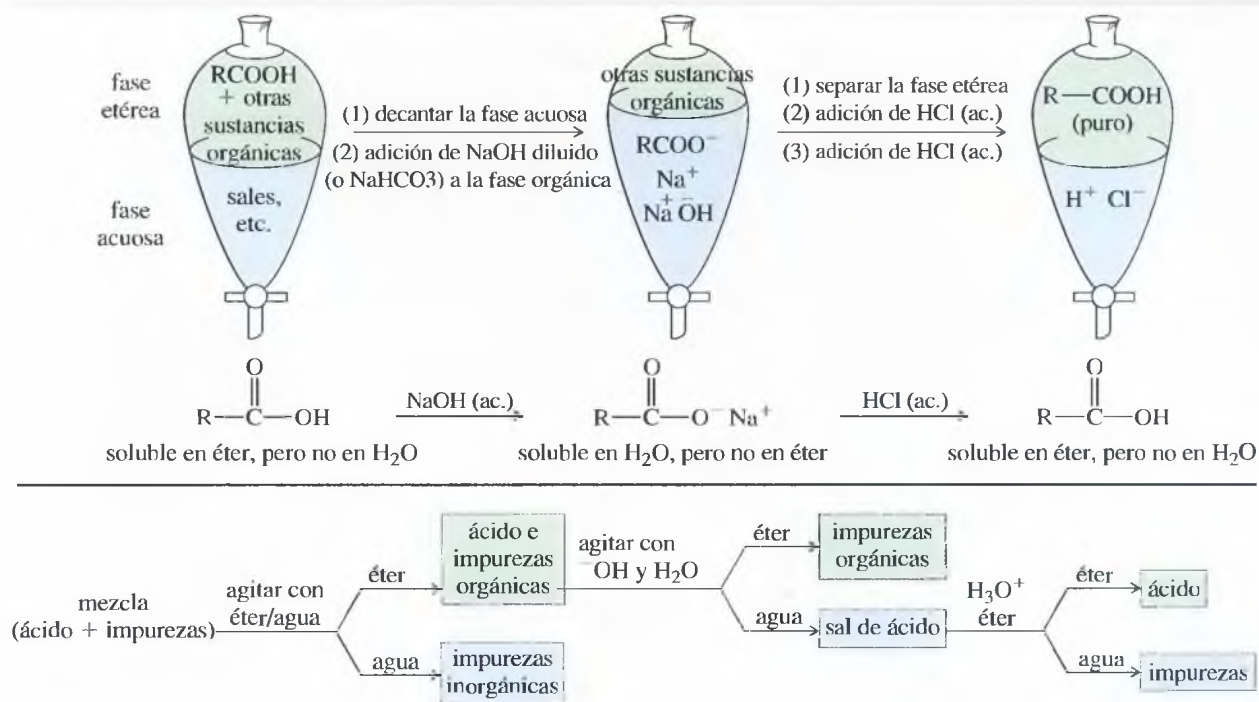 fase
etérea
RCOOH
+ otras
sustancias
orgánicas
sales,
etc.
fase
acuosa
(1) decantar la fase acuosa
(2) adición de NaOH diluido
(o NaHCO3) a la fase orgánica
otras sustancias
orgánicas
RCOO⁻
Na⁺
Na⁺ ⁻OH
(1) separar la fase etérea
(2) adición de HCl (ac.)
(3) adición de HCl (ac.)
R—COOH
(puro)
H⁺ Cl⁻
O
R—C—OH
soluble en éter, pero no en H₂O
NaOH (ac.)
O
R—C—O⁻ Na⁺
soluble en H₂O, pero no en éter
HCl (ac.)
O
R—C—OH
soluble en éter, pero no en H₂O
mezcla
(ácido + impurezas)
agitar con
éter/agua
éter
ácido e
impurezas
orgánicas
agua
impurezas
inorgánicas
agitar con
⁻OH y H₂O
éter
impurezas
orgánicas
agua
sal de ácido
H₃O⁺
éter
éter
ácido
agua
impurezas